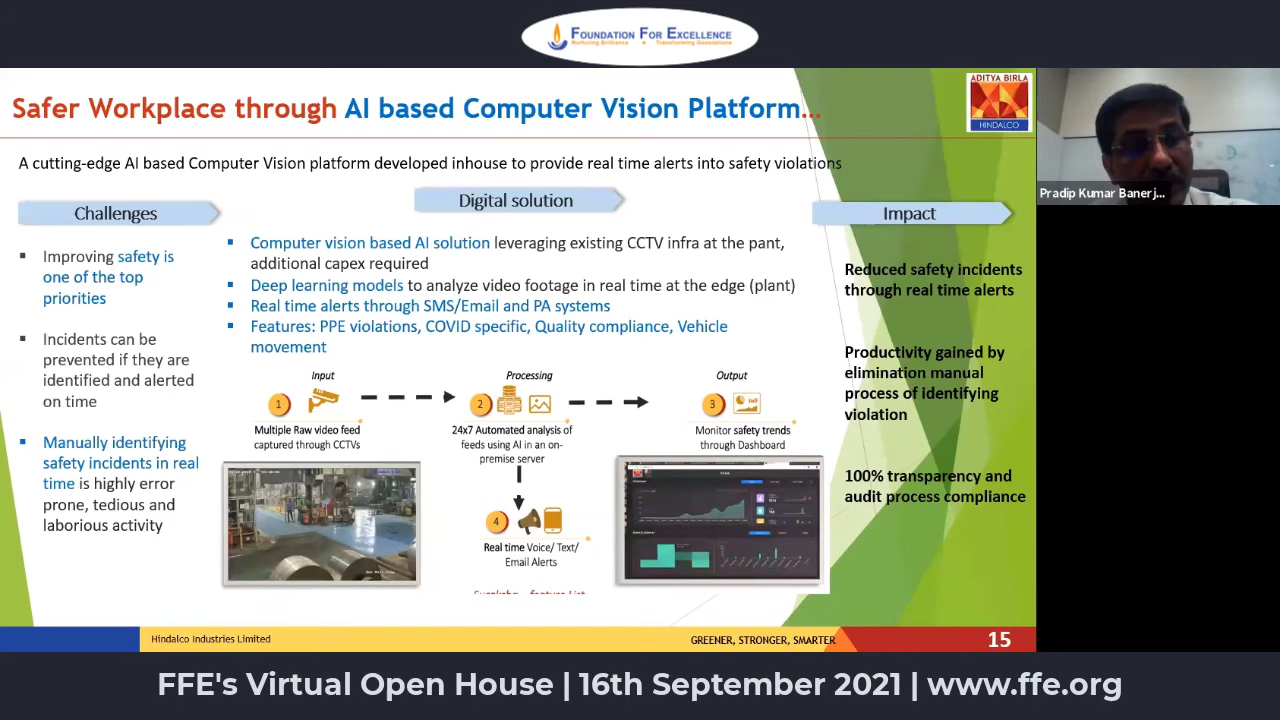 FOUNDATION FOR EXCELLENCE
Nurturing Brilliance • Transforming Generations
Safer Workplace through AI based Computer Vision Platform...
ADITYA BIRLA
HINDALCO
A cutting-edge AI based Computer Vision platform developed inhouse to provide real time alerts into safety violations
Pradip Kumar Banerj...
Challenges
Improving safety is
one of the top
priorities
Incidents can be
prevented if they are
identified and alerted
on time
Manually identifying
safety incidents in real
time is highly error
prone, tedious and
laborious activity
Digital solution
Computer vision based AI solution leveraging existing CCTV infra at the pant,
additional capex required
Deep learning models to analyze video footage in real time at the edge (plant)
Real time alerts through SMS/Email and PA systems
Features: PPE violations, COVID specific, Quality compliance, Vehicle
movement
Input
1
Multiple Raw video feed
captured through CCTVs
Processing
2
24x7 Automated analysis of
feeds using AI in an on-
premise server
Output
3
Monitor safety trends
through Dashboard
4
Real time Voice/ Text/
Email Alerts
Impact
Reduced safety incidents
through real time alerts
Productivity gained by
elimination manual
process of identifying
violation
100% transparency and
audit process compliance
Hindalco Industries Limited
GREENER, STRONGER, SMARTER
15
FFE's Virtual Open House | 16th September 2021 | www.ffe.org